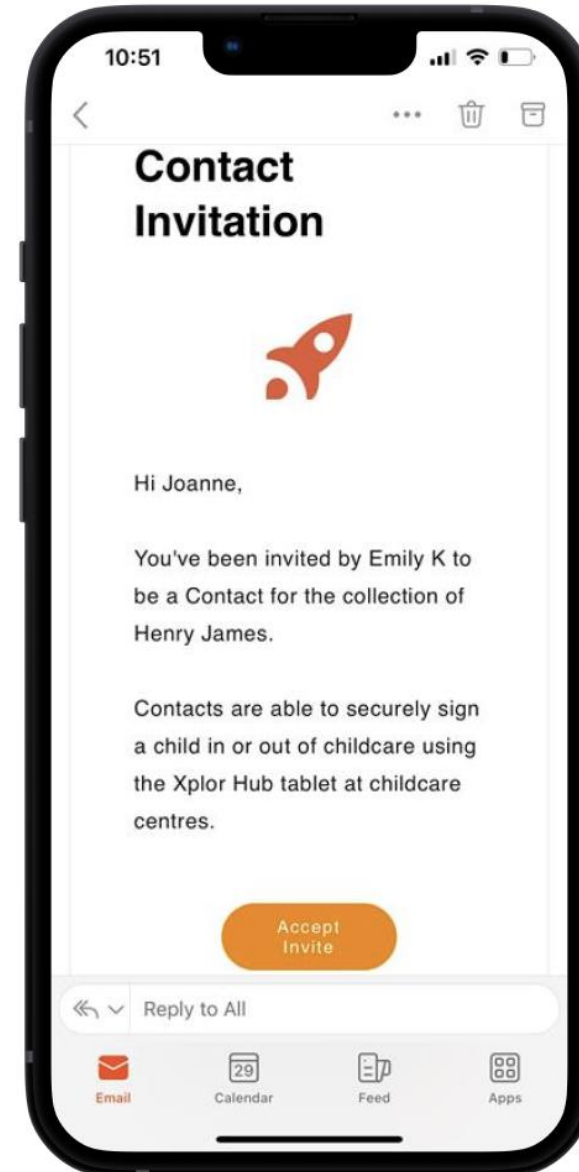 10:51
Contact
Invitation
Hi Joanne,
You've been invited by Emily K to
be a Contact for the collection of
Henry James.
Contacts are able to securely sign
a child in or out of childcare using
the Xplor Hub tablet at childcare
centres.
Accept
Invite
Reply to All
29
Email Calendar Feed Apps